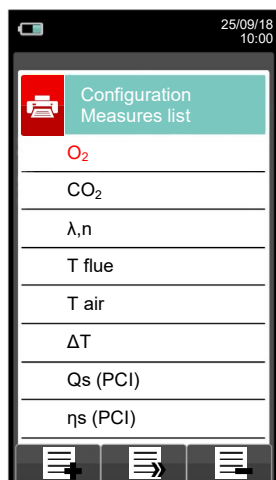 25/09/18
10:00
Configuration
Measures list
O₂
CO₂
λ,n
T flue
T air
ΔT
Qs (PCI)
ηs (PCI)